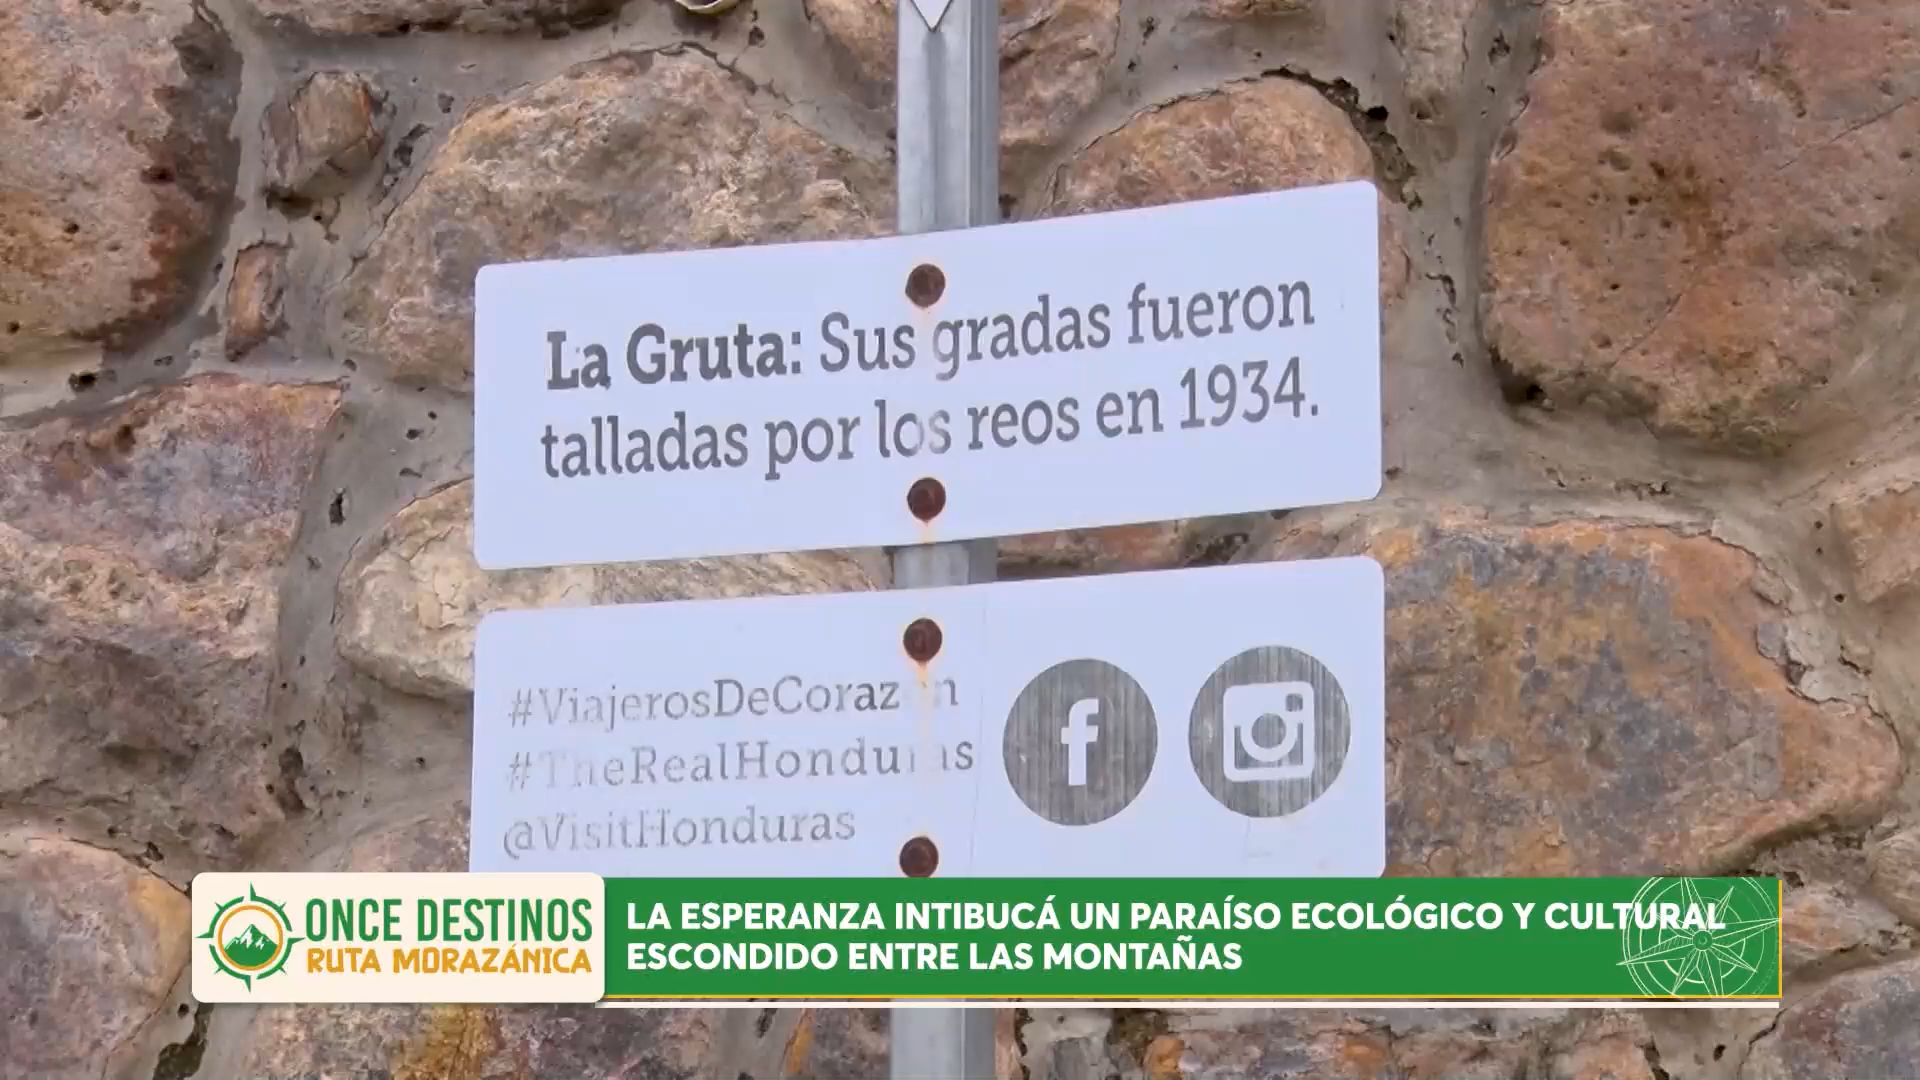 La Gruta: Sus gradas fueron
talladas por los reos en 1934.
#ViajerosDeCorazón
#TheRealHonduras
@VisitHonduras
ONCE DESTINOS
RUTA MORAZÁNICA
LA ESPERANZA INTIBUCÁ UN PARAÍSO ECOLÓGICO Y CULTURAL
ESCONDIDO ENTRE LAS MONTAÑAS